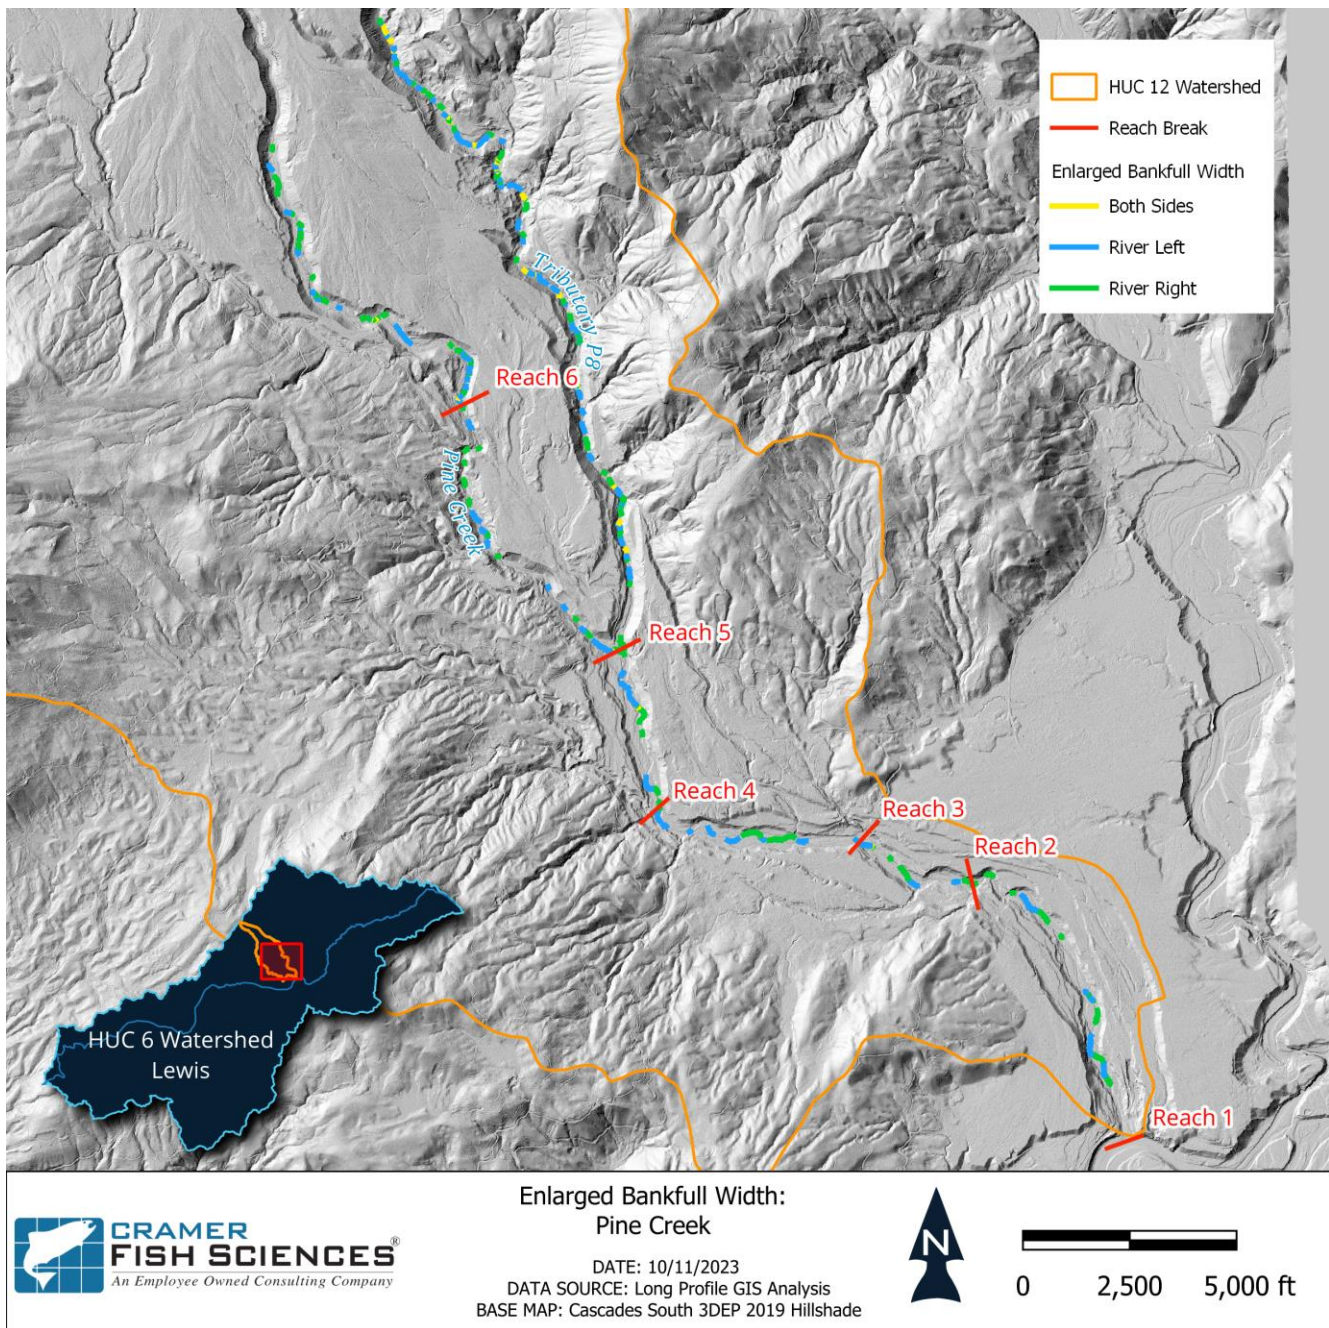 HUC 12 Watershed
Reach Break
Enlarged Bankfull Width
Both Sides
River Left
River Right
Tributary P8
Reach 6
Pine Creek
Reach 5
Reach 4
Reach 3
Reach 2
HUC 6 Watershed
Lewis
Reach 1
CRAMER
FISH SCIENCES®
An Employee Owned Consulting Company
Enlarged Bankfull Width:
Pine Creek
DATE: 10/11/2023
DATA SOURCE: Long Profile GIS Analysis
BASE MAP: Cascades South 3DEP 2019 Hillshade
N
0 2,500 5,000 ft